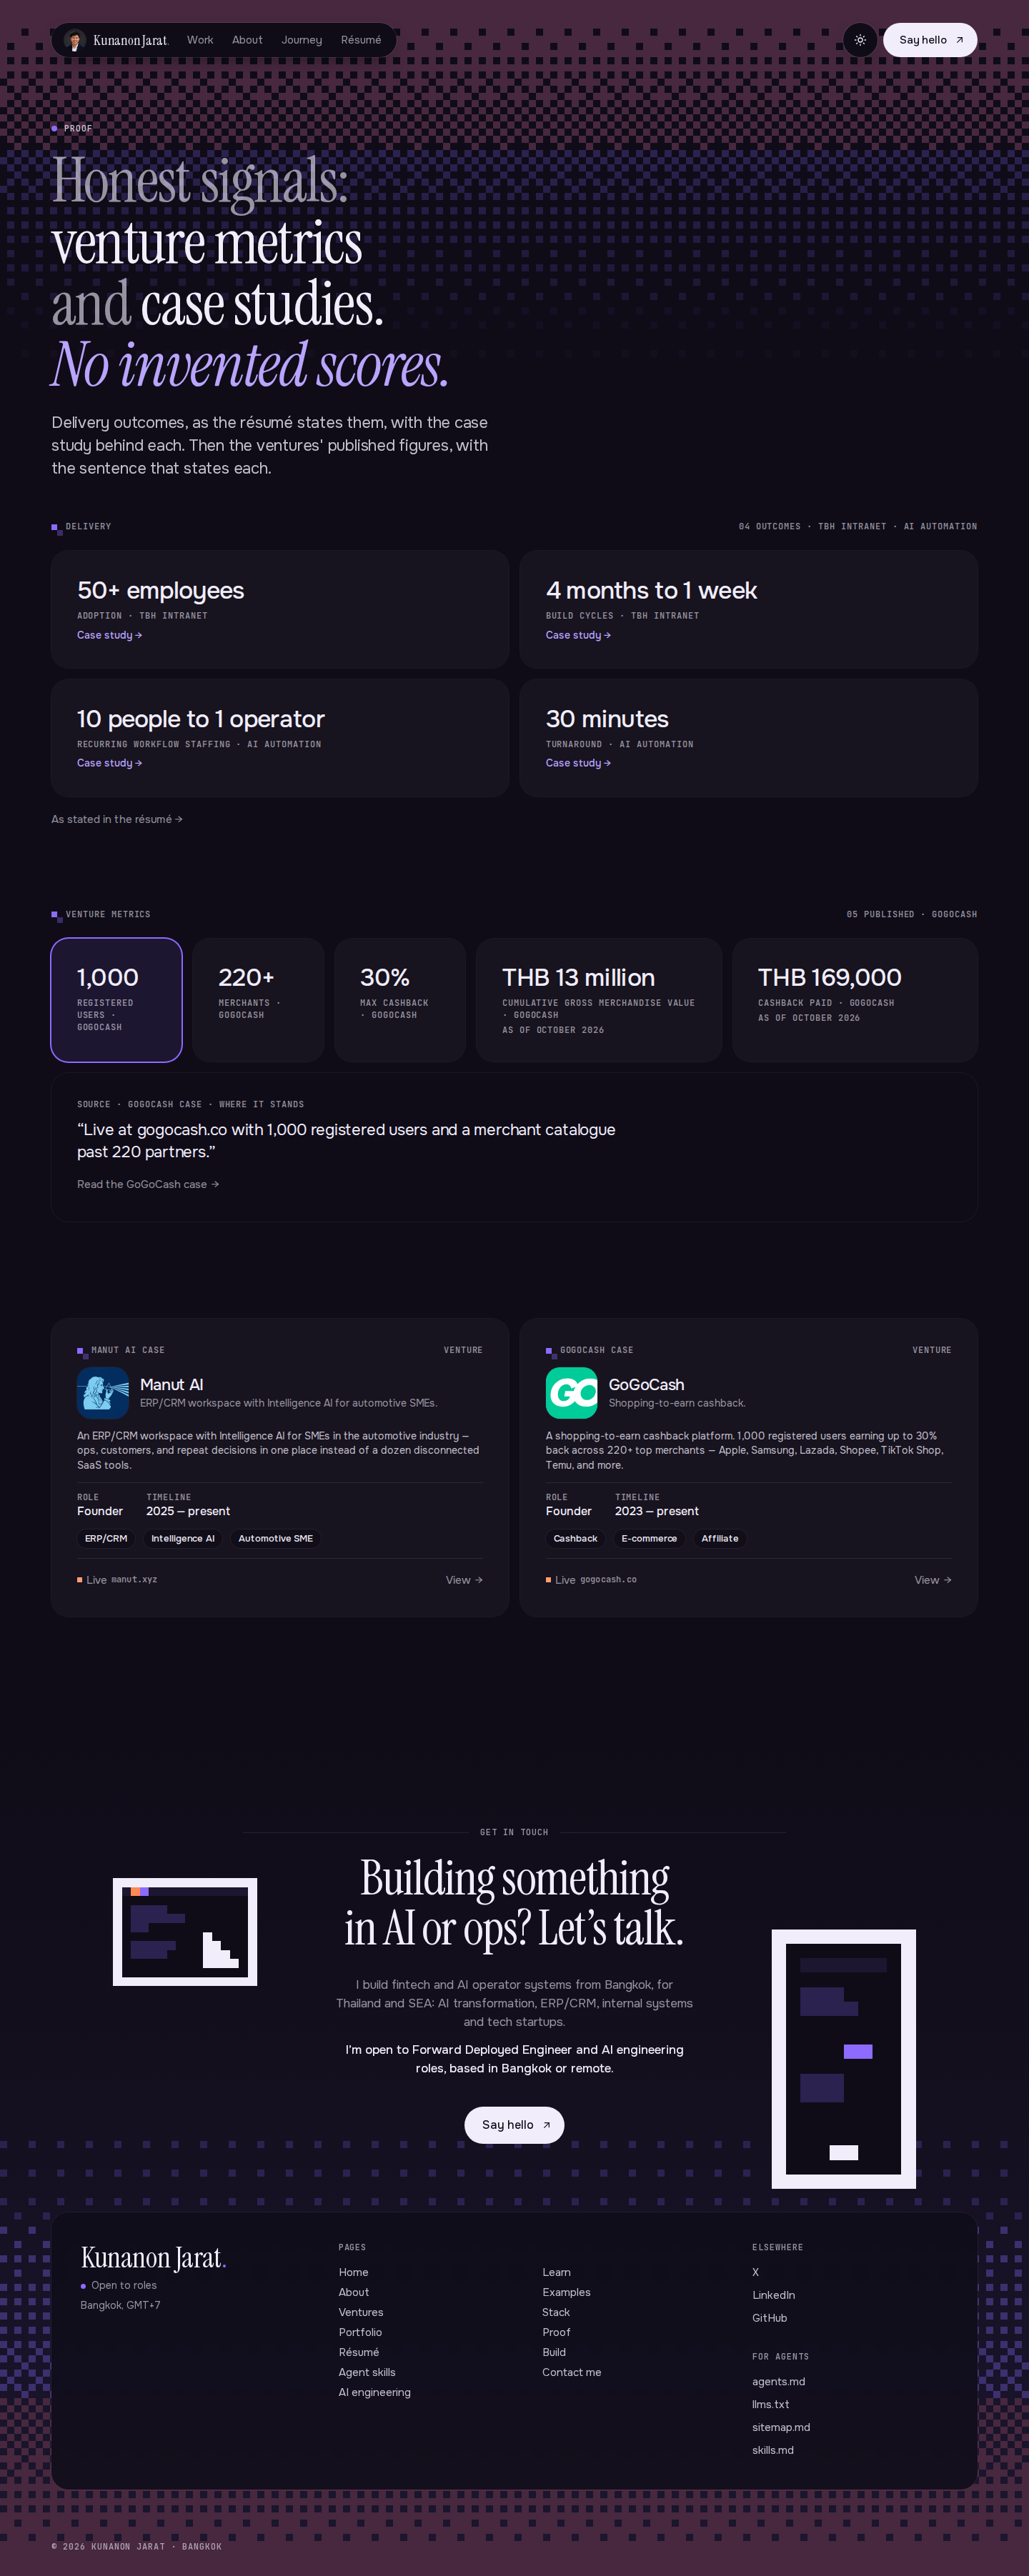 Kunanon Jarat.
Work
About
Journey
Résumé
Say hello
PROOF
Honest signals:
venture metrics
and case studies.
No invented scores.
Delivery outcomes, as the résumé states them, with the case
study behind each. Then the ventures' published figures, with
the sentence that states each.
DELIVERY
04 OUTCOMES · TBH INTRANET · AI AUTOMATION
50+ employees
ADOPTION · TBH INTRANET
Case study →
4 months to 1 week
BUILD CYCLES · TBH INTRANET
Case study →
10 people to 1 operator
RECURRING WORKFLOW STAFFING · AI AUTOMATION
Case study →
30 minutes
TURNAROUND · AI AUTOMATION
Case study →
As stated in the résumé →
VENTURE METRICS
05 PUBLISHED · GOGOCASH
1,000
REGISTERED
USERS ·
GOGOCASH
220+
MERCHANTS ·
GOGOCASH
30%
MAX CASHBACK
· GOGOCASH
THB 13 million
CUMULATIVE GROSS MERCHANDISE VALUE
· GOGOCASH
AS OF OCTOBER 2026
THB 169,000
CASHBACK PAID · GOGOCASH
AS OF OCTOBER 2026
SOURCE · GOGOCASH CASE · WHERE IT STANDS
“Live at gogocash.co with 1,000 registered users and a merchant catalogue
past 220 partners.”
Read the GoGoCash case →
MANUT AI CASE
VENTURE
Manut AI
ERP/CRM workspace with Intelligence AI for automotive SMEs.
An ERP/CRM workspace with Intelligence AI for SMEs in the automotive industry —
ops, customers, and repeat decisions in one place instead of a dozen disconnected
SaaS tools.
ROLE
Founder
TIMELINE
2025 — present
ERP/CRM
Intelligence AI
Automotive SME
Live manut.xyz
View →
GOGOCASH CASE
VENTURE
GO
GoGoCash
Shopping-to-earn cashback.
A shopping-to-earn cashback platform. 1,000 registered users earning up to 30%
back across 220+ top merchants — Apple, Samsung, Lazada, Shopee, TikTok Shop,
Temu, and more.
ROLE
Founder
TIMELINE
2023 — present
Cashback
E-commerce
Affiliate
Live gogocash.co
View →
GET IN TOUCH
Building something
in AI or ops? Let’s talk.
I build fintech and AI operator systems from Bangkok, for
Thailand and SEA: AI transformation, ERP/CRM, internal systems
and tech startups.
I'm open to Forward Deployed Engineer and AI engineering
roles, based in Bangkok or remote.
Say hello
Kunanon Jarat.
Open to roles
Bangkok, GMT+7
PAGES
Home
About
Ventures
Portfolio
Résumé
Agent skills
AI engineering
Learn
Examples
Stack
Proof
Build
Contact me
ELSEWHERE
X
LinkedIn
GitHub
FOR AGENTS
agents.md
llms.txt
sitemap.md
skills.md
© 2026 KUNANON JARAT · BANGKOK